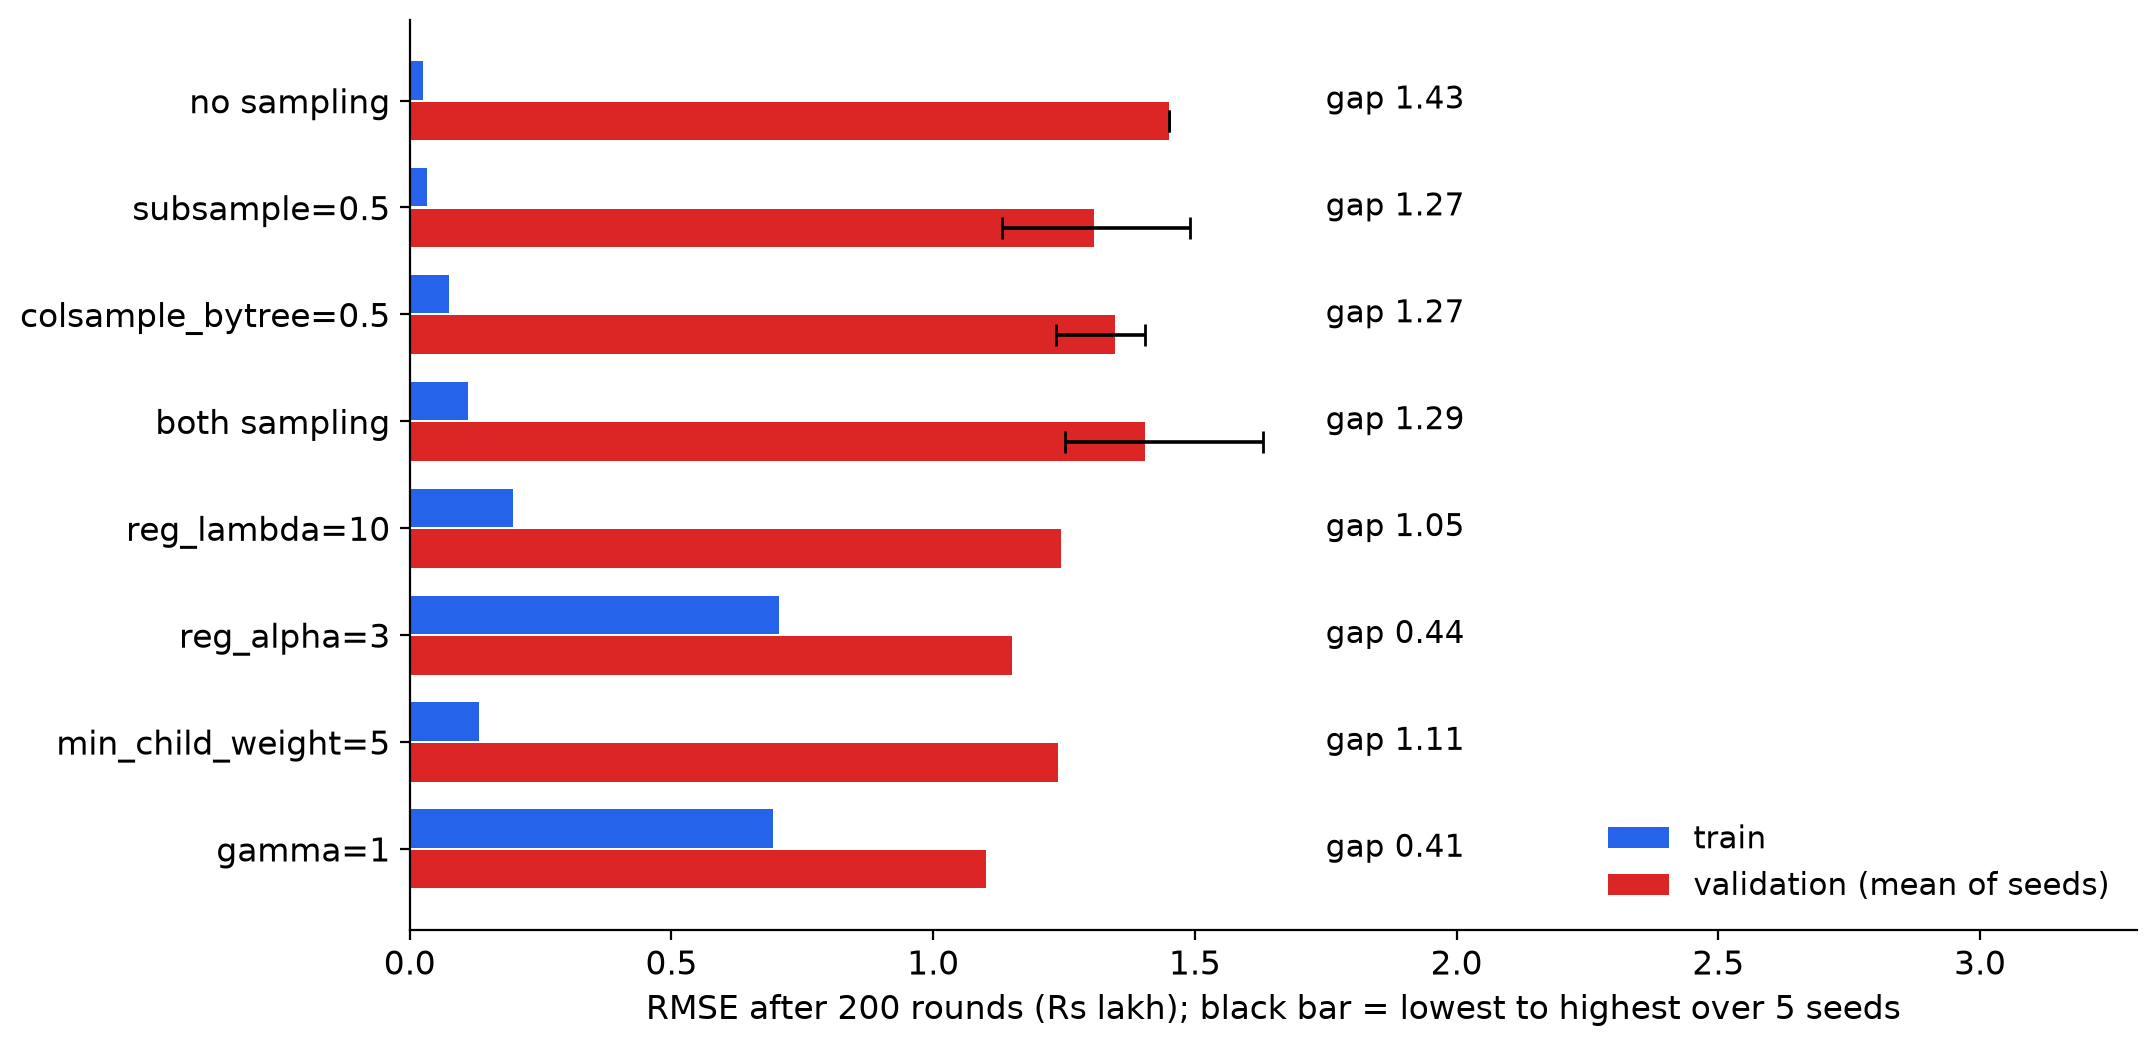 no sampling
gap 1.43
subsample=0.5
gap 1.27
colsample_bytree=0.5
gap 1.27
both sampling
gap 1.29
reg_lambda=10
gap 1.05
reg_alpha=3
gap 0.44
min_child_weight=5
gap 1.11
gamma=1
gap 0.41
train
validation (mean of seeds)
0.0 0.5 1.0 1.5 2.0 2.5 3.0
RMSE after 200 rounds (Rs lakh); black bar = lowest to highest over 5 seeds